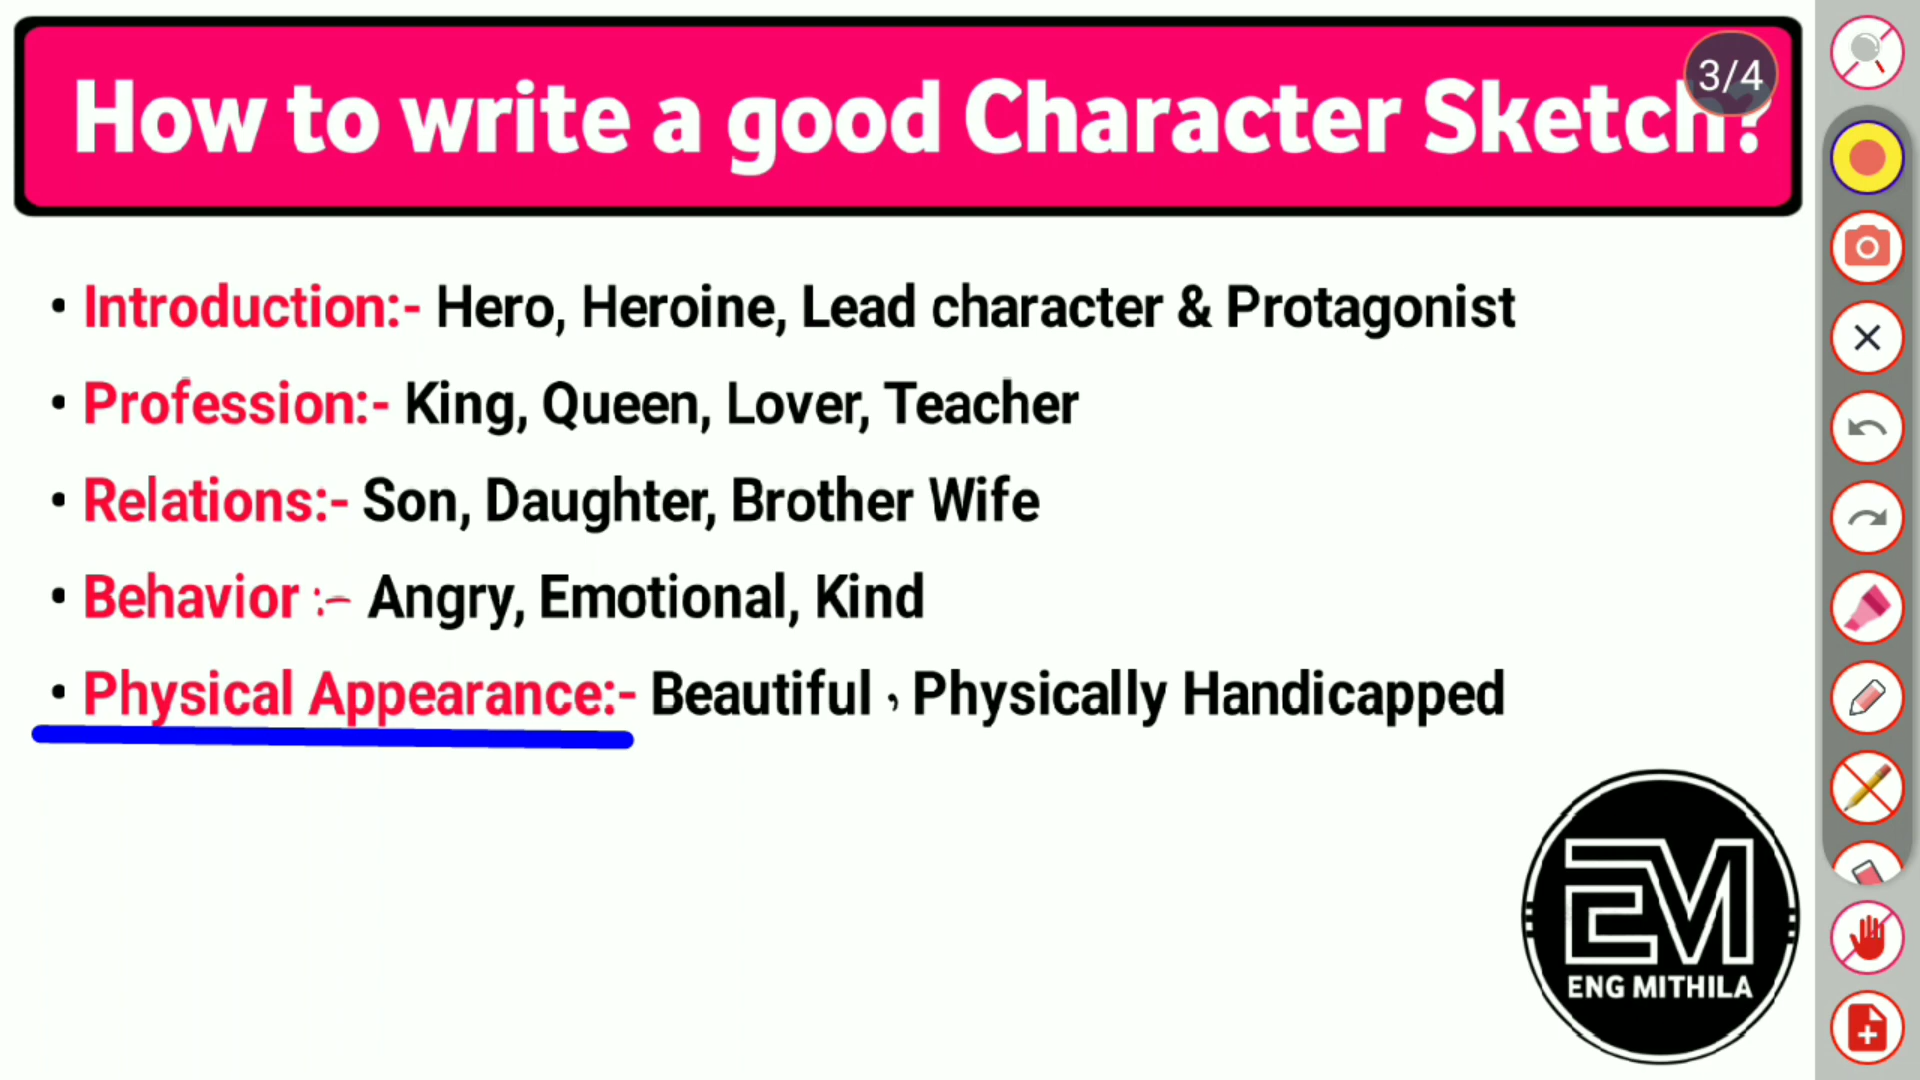 How to write a good Character Sketch?
3/4
• Introduction:- Hero, Heroine, Lead character & Protagonist
• Profession:- King, Queen, Lover, Teacher
• Relations:- Son, Daughter, Brother Wife
• Behavior :- Angry, Emotional, Kind
• Physical Appearance:- Beautiful , Physically Handicapped
EM
ENG MITHILA